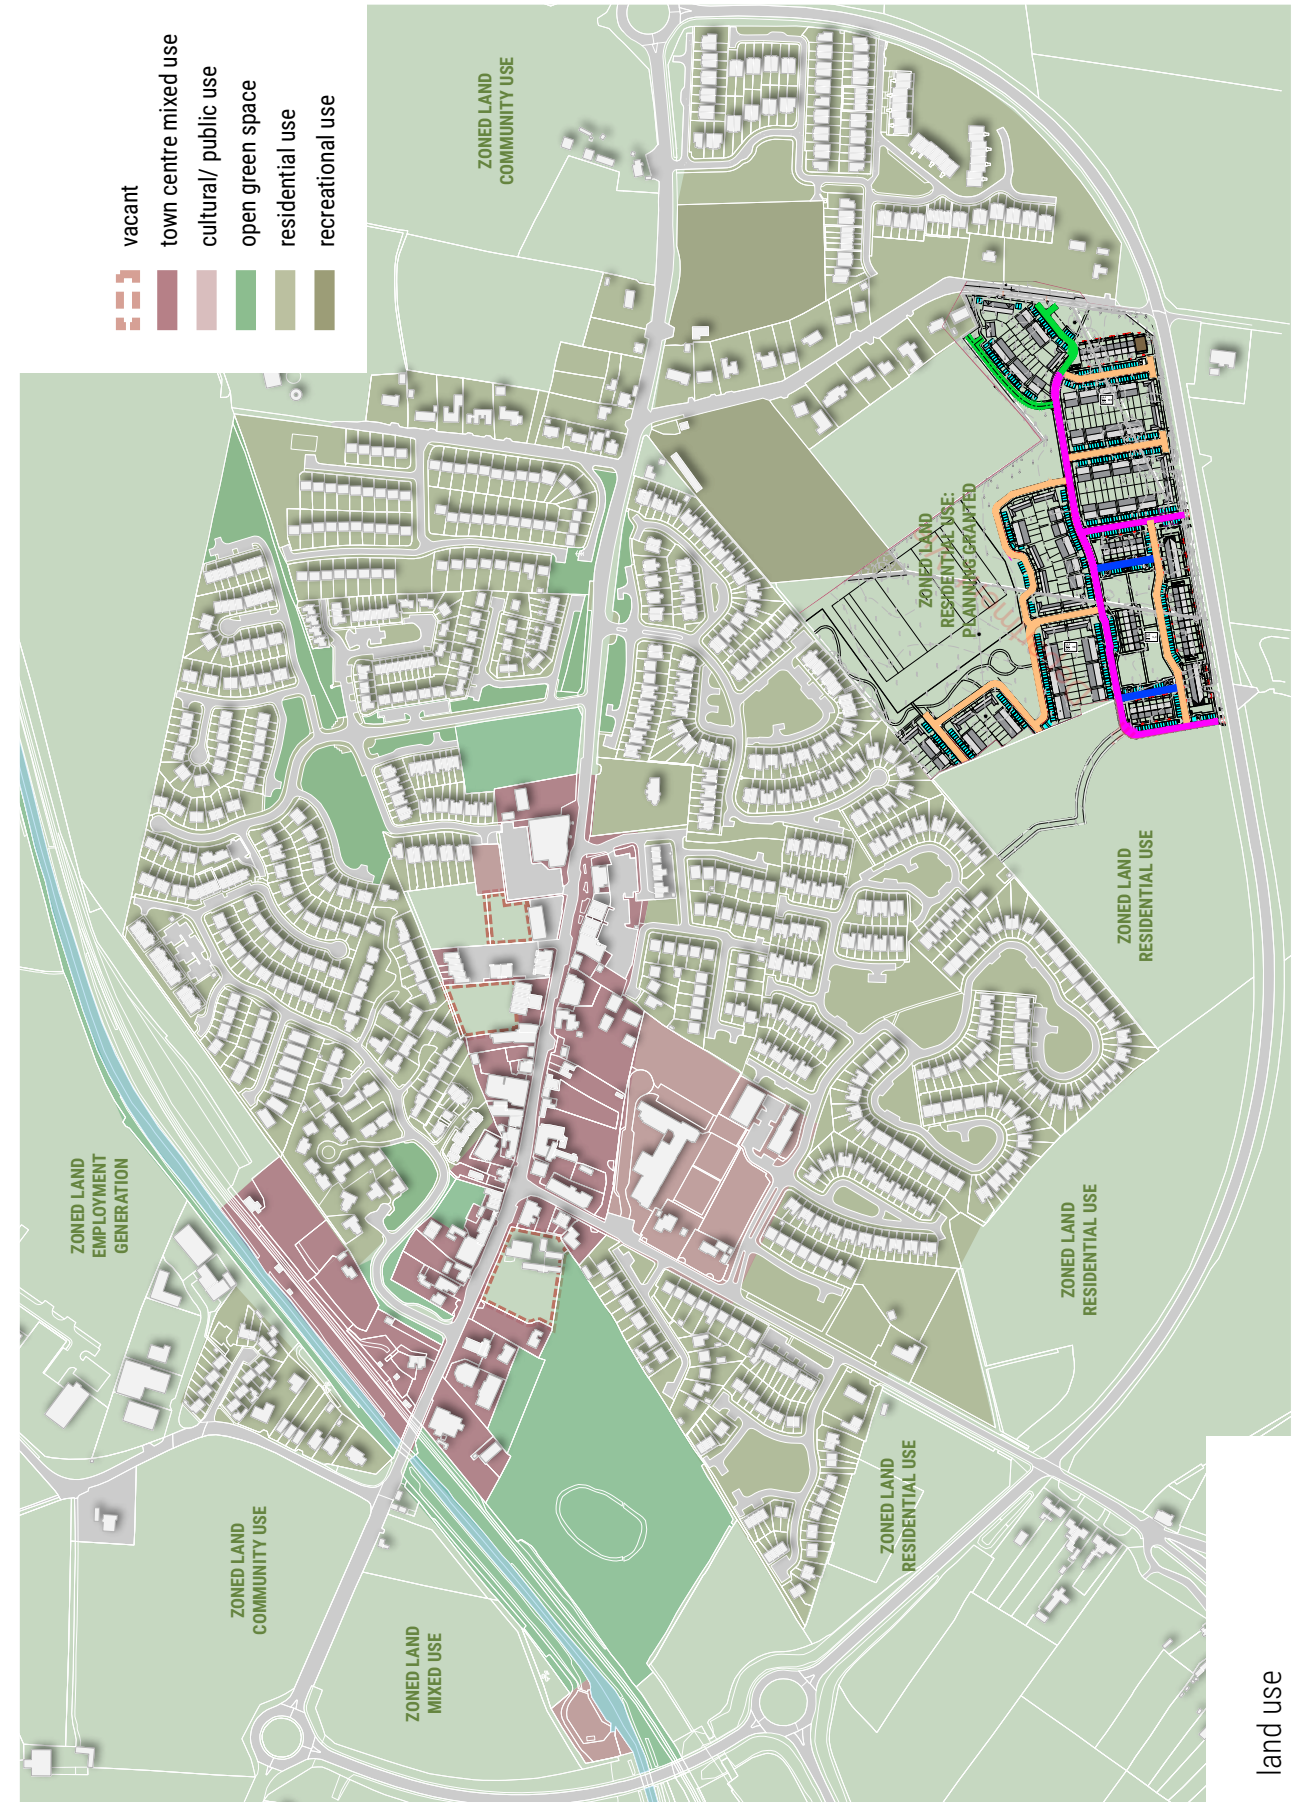 vacant
town centre mixed use
cultural/ public use
open green space
residential use
recreational use
ZONED LAND
COMMUNITY USE
ZONED LAND
RESIDENTIAL USE:
PLANNING GRANTED
ZONED LAND
RESIDENTIAL USE
ZONED LAND
EMPLOYMENT
GENERATION
ZONED LAND
RESIDENTIAL USE
ZONED LAND
RESIDENTIAL USE
ZONED LAND
COMMUNITY USE
ZONED LAND
MIXED USE
land use